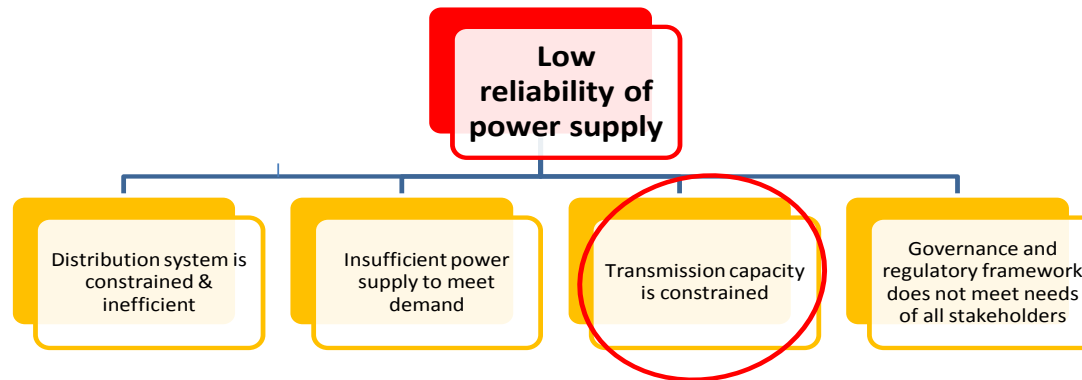 Low
reliability of
power supply
Distribution system is
constrained &
inefficient
Insufficient power
supply to meet
demand
Transmission capacity
is constrained
Governance and
regulatory framework
does not meet needs
of all stakeholders